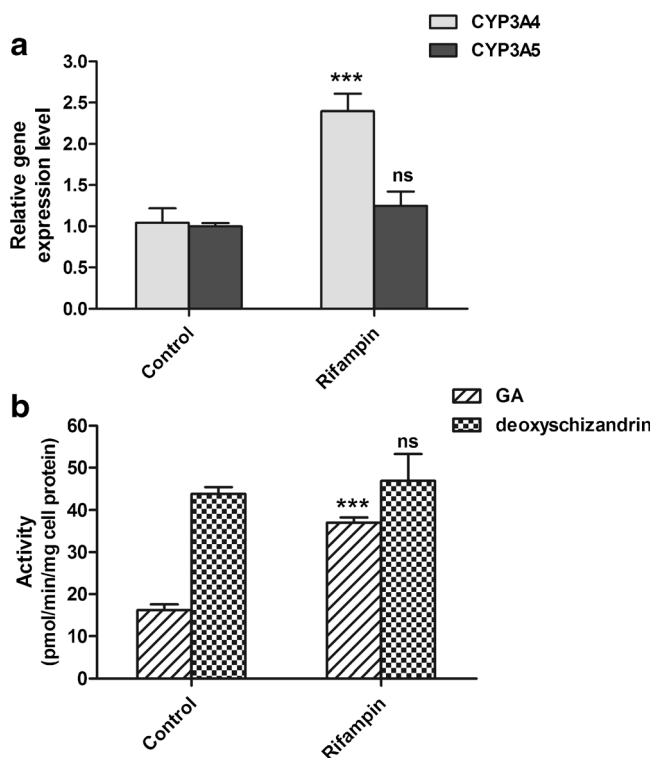 CYP3A4
CYP3A5
a
Relative gene
expression level
3.0
2.5
2.0
1.5
1.0
0.5
0.0
***
ns
Control
Rifampin
GA
deoxyschizandrin
b
Activity
(pmol/min/mg cell protein)
60
50
40
30
20
10
0
***
ns
Control
Rifampin